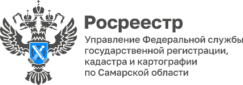 Росреестр
Управление Федеральной службы
государственной регистрации,
кадастра и картографии
по Самарской области